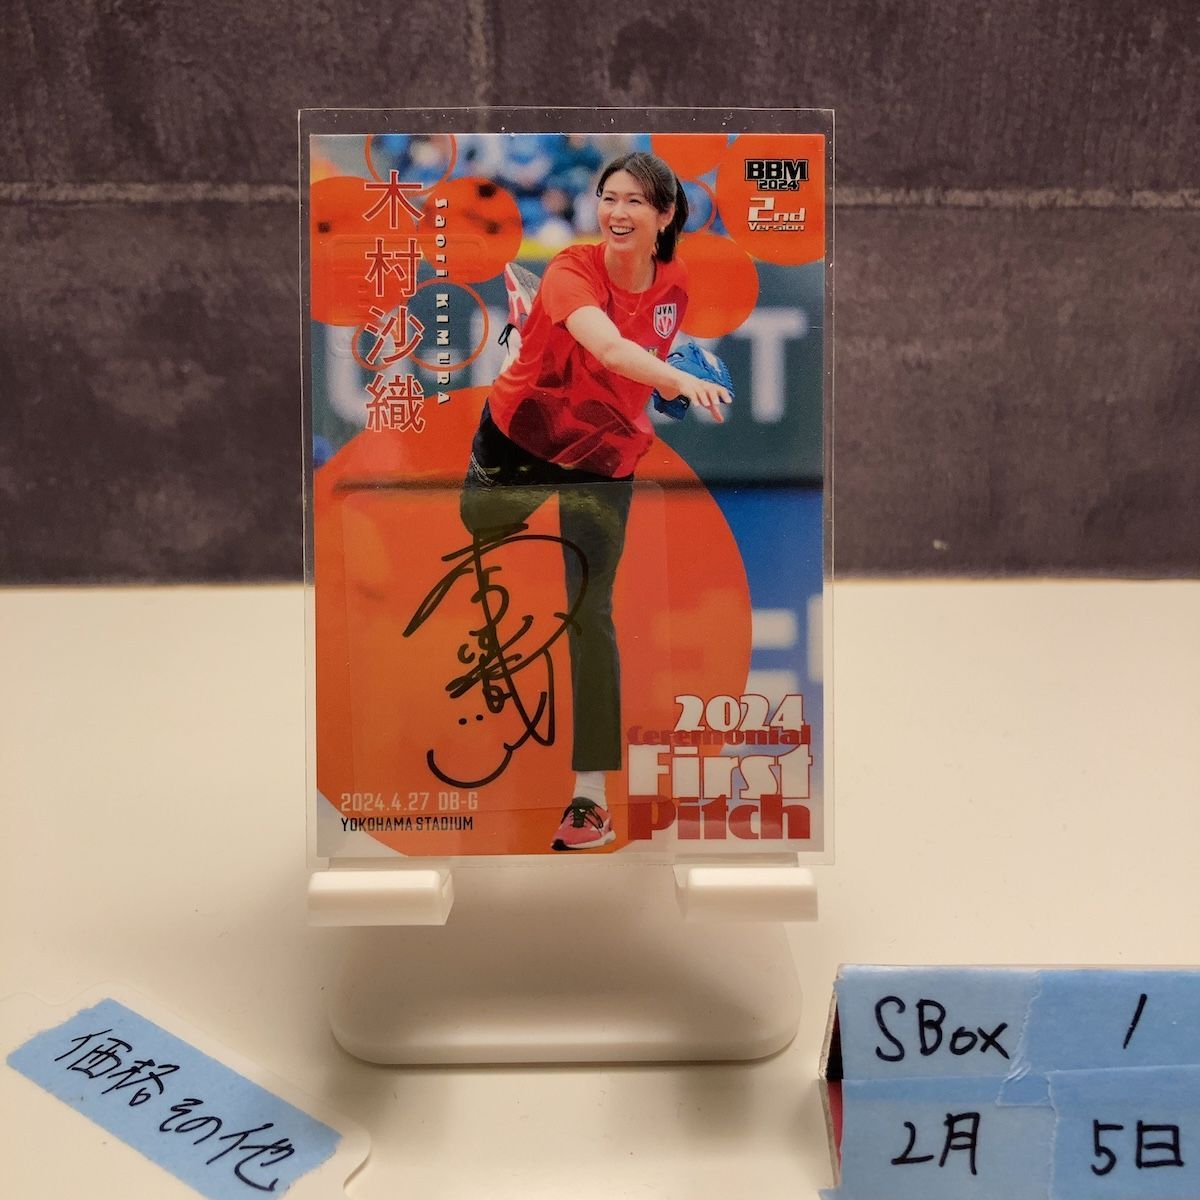 木村沙織
Saori KIMURA
BBM
2024
2nd
Version
JVA
2024
Ceremonial
First
Pitch
2024.4.27 DB-G
YOKOHAMA STADIUM
価格その他
SBox 1
2月 5日